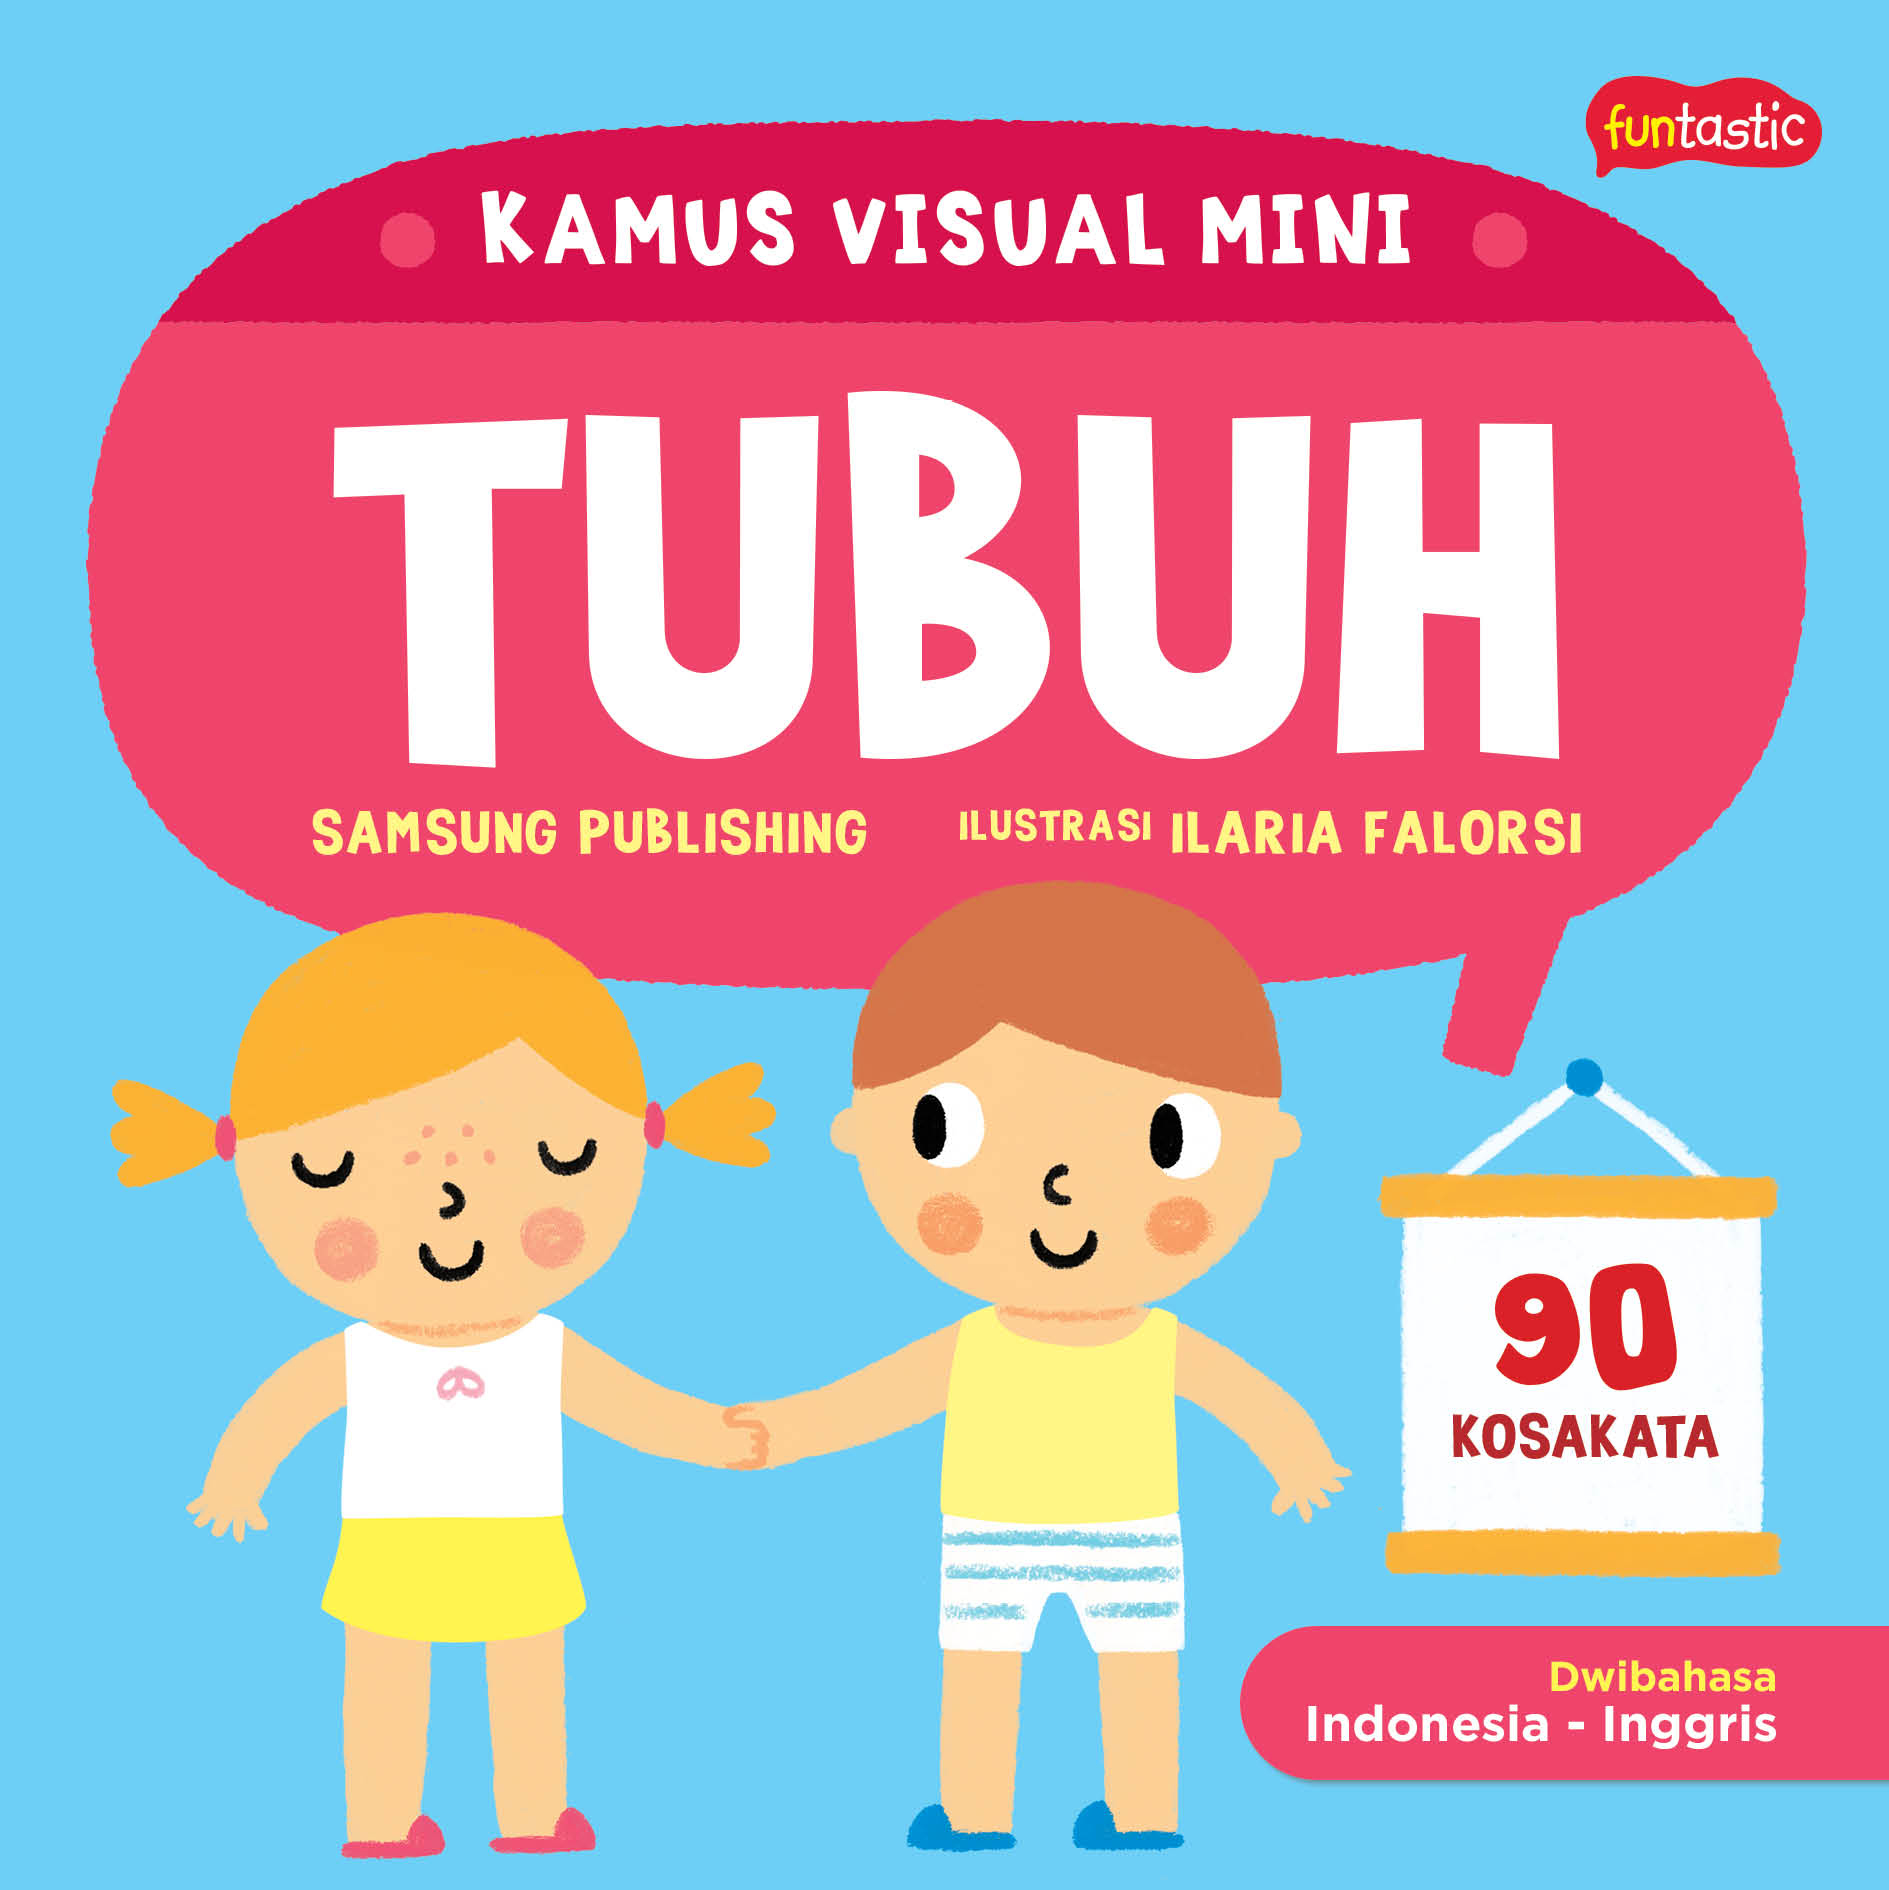 funtastic
KAMUS VISUAL MINI
TUBUH
SAMSUNG PUBLISHING ILUSTRASI ILARIA FALORSI
90
KOSAKATA
Dwibahasa
Indonesia - Inggris